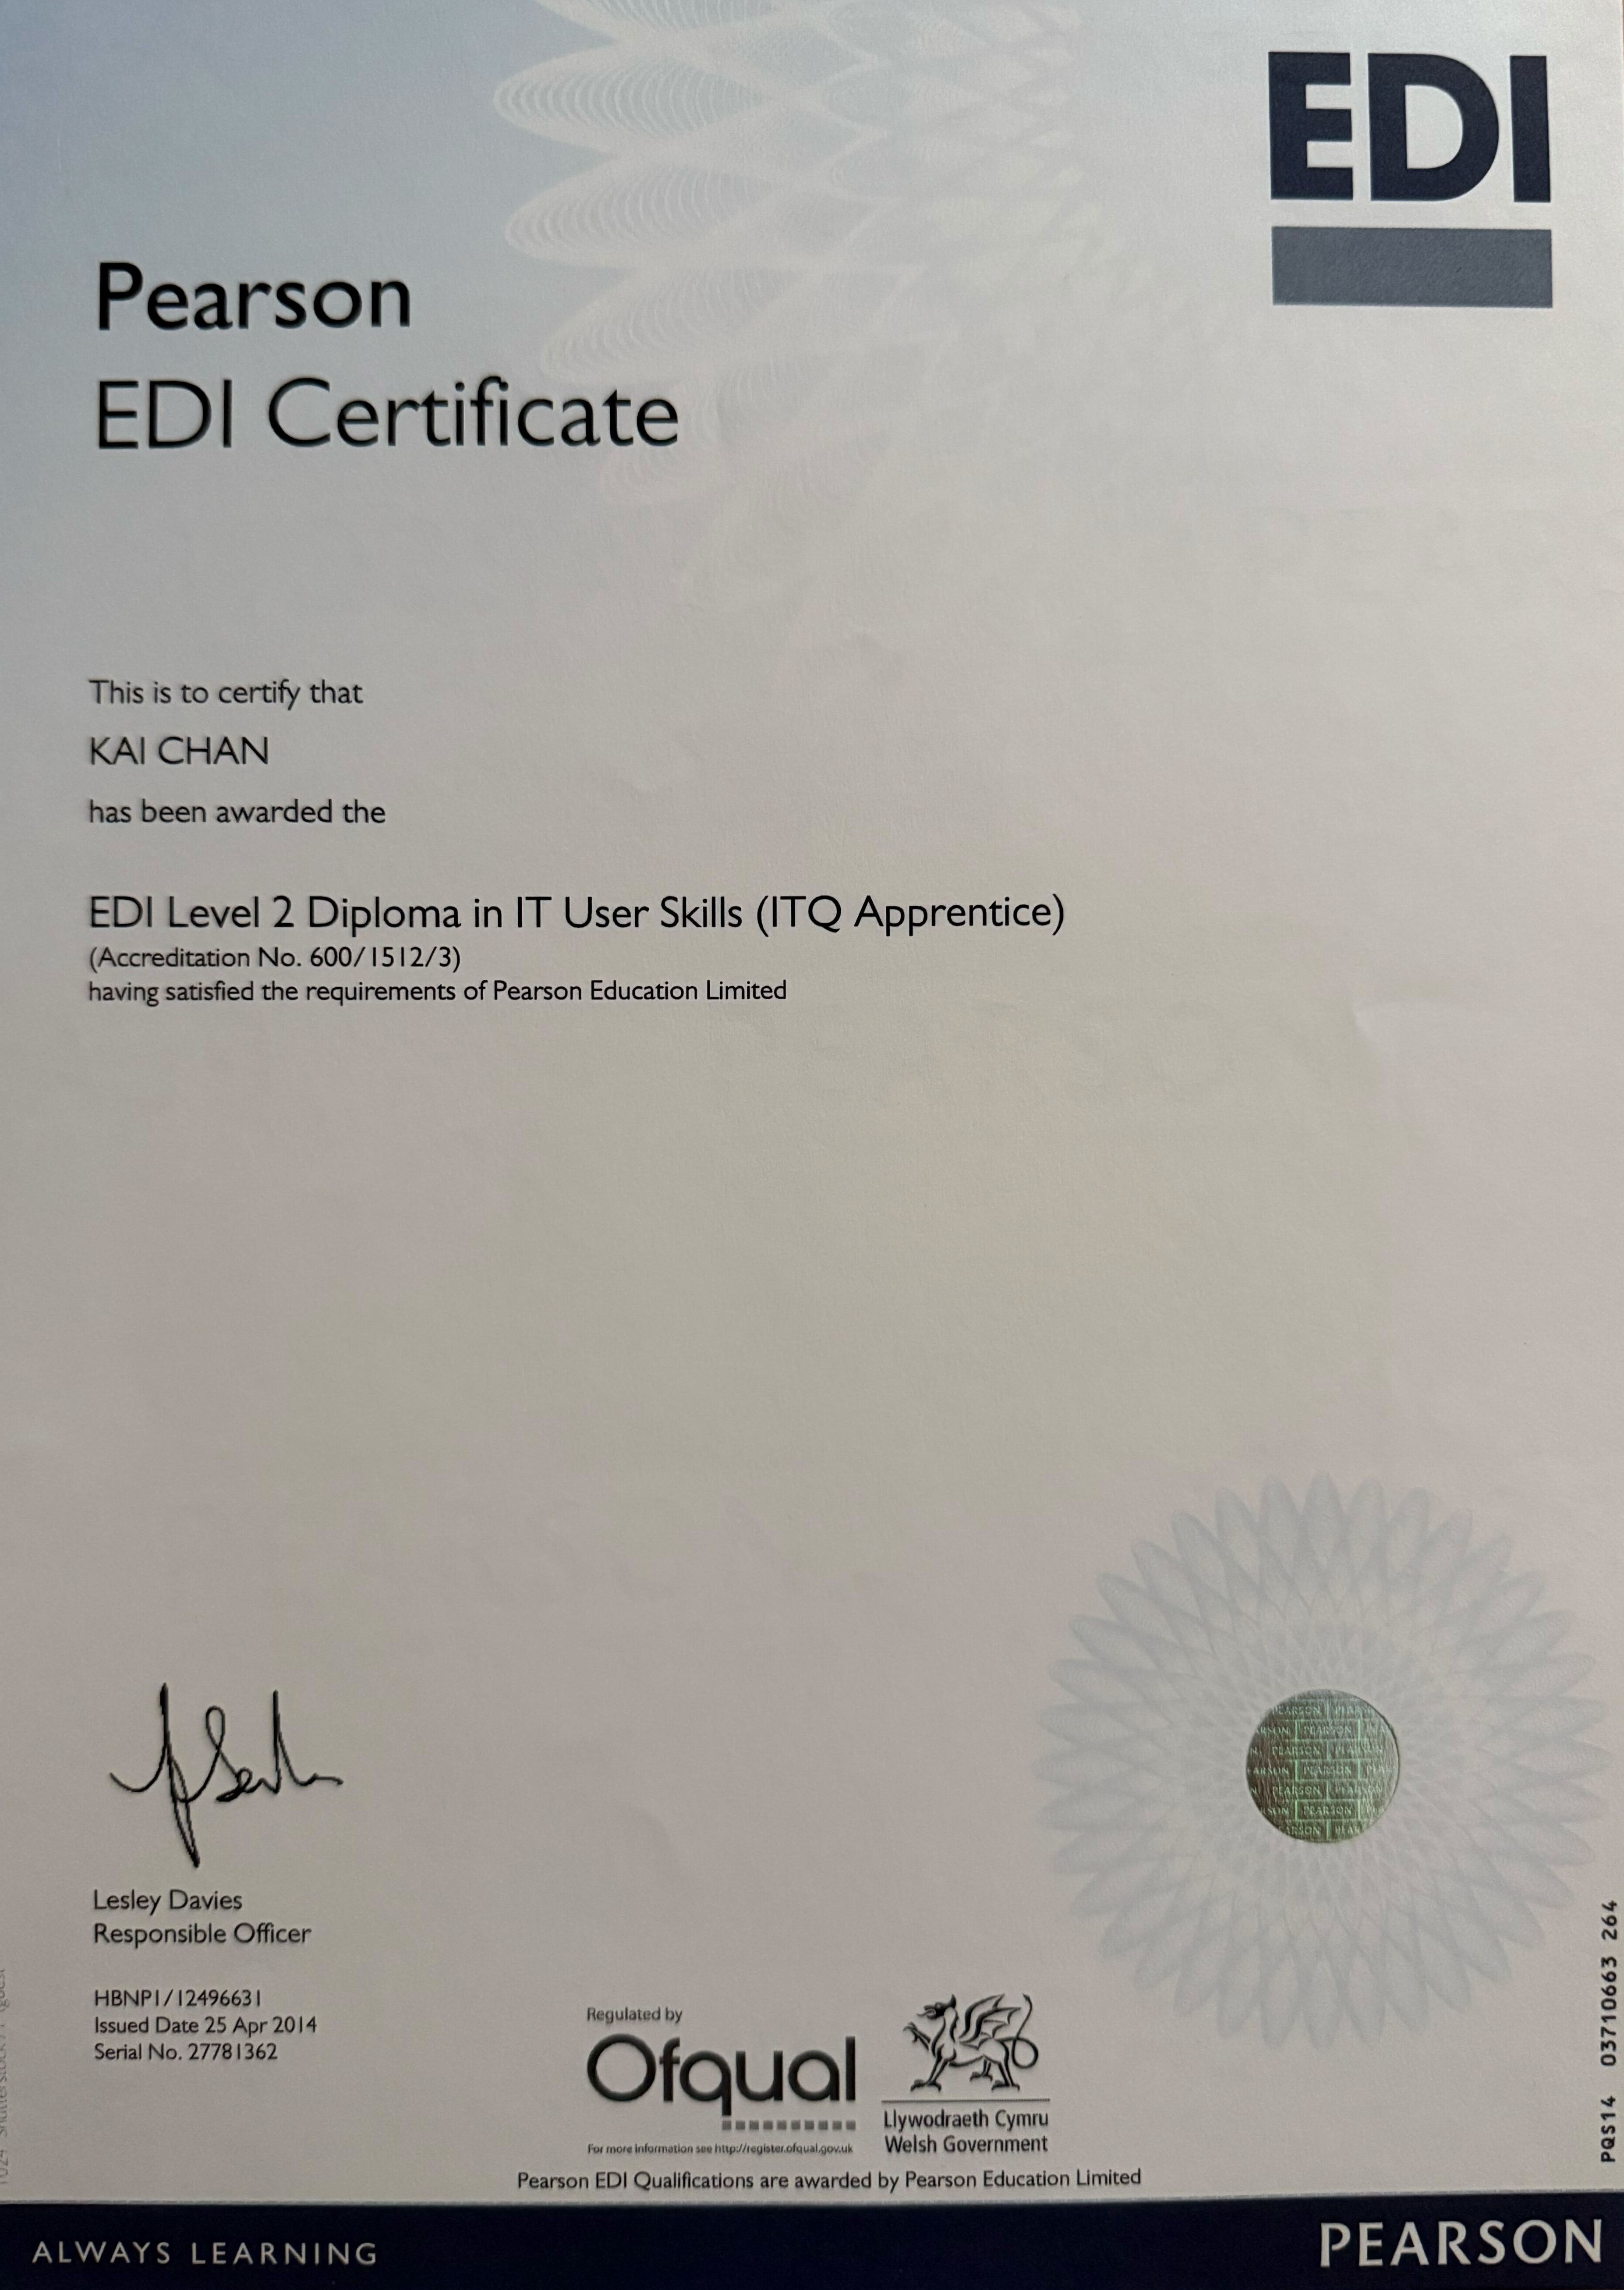 EDI
Pearson
EDI Certificate
This is to certify that
KAI CHAN
has been awarded the
EDI Level 2 Diploma in IT User Skills (ITQ Apprentice)
(Accreditation No. 600/1512/3)
having satisfied the requirements of Pearson Education Limited
PEARSON
Lesley Davies
Responsible Officer
HBNP1/12496631
Issued Date 25 Apr 2014
Serial No. 27781362
Regulated by
Ofqual
For more information see http://register.ofqual.gov.uk
Llywodraeth Cymru
Welsh Government
Pearson EDI Qualifications are awarded by Pearson Education Limited
PQS14 03710663 264
ALWAYS LEARNING
PEARSON